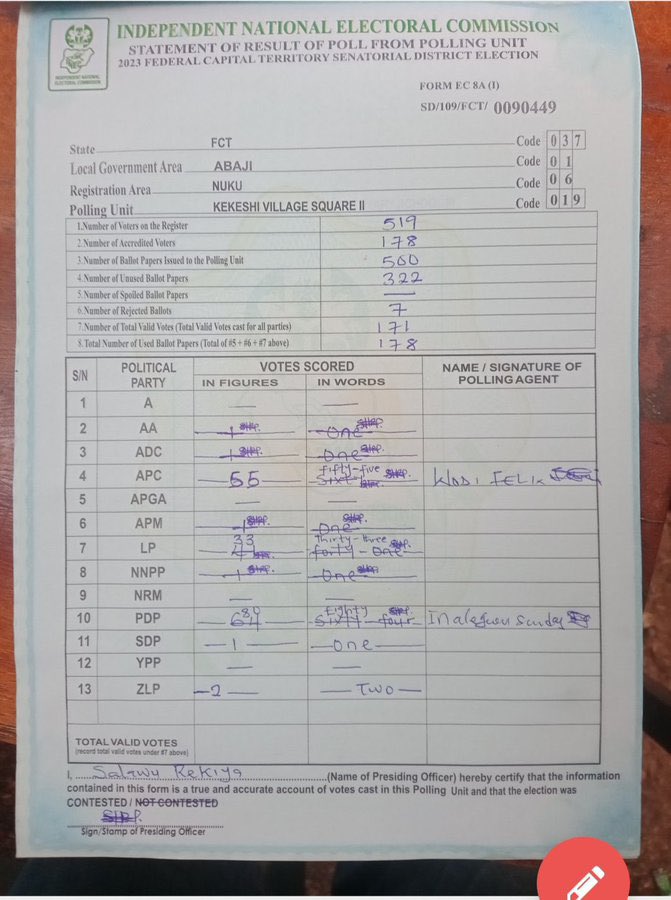 INDEPENDENT NATIONAL ELECTORAL COMMISSION
STATEMENT OF RESULT OF POLL FROM POLLING UNIT
2023 FEDERAL CAPITAL TERRITORY SENATORIAL DISTRICT ELECTION
INDEPENDENT NATIONAL ELECTORAL COMMISSION
FORM EC 8A (I)
SD/109/FCT/ 0090449
State FCT Code 037
Local Government Area ABAJI Code 01
Registration Area NUKU Code 06
Polling Unit KEKESHI VILLAGE SQUARE II Code 019
1.Number of Voters on the Register 519
2.Number of Accredited Voters 178
3.Number of Ballot Papers Issued to the Polling Unit 500
4.Number of Unused Ballot Papers 322
5.Number of Spoiled Ballot Papers —
6.Number of Rejected Ballots 7
7.Number of Total Valid Votes (Total Valid Votes cast for all parties) 171
8.Total Number of Used Ballot Papers (Total of #5 + #6 + #7 above) 178
S/N POLITICAL PARTY VOTES SCORED NAME / SIGNATURE OF POLLING AGENT
IN FIGURES IN WORDS
1 A — —
2 AA 1 One
3 ADC 1 One
4 APC 55 fifty-five
5 APGA — —
6 APM 1 One
7 LP 33 Thirty-three forty-one
8 NNPP 1 One
9 NRM — —
10 PDP 80 64 Eighty sixty four
11 SDP — 1 — — One —
12 YPP — —
13 ZLP — 2 — — Two —
TOTAL VALID VOTES
(record total valid votes under #7 above)
I, Rekiya (Name of Presiding Officer) hereby certify that the information
contained in this form is a true and accurate account of votes cast in this Polling Unit and that the election was
CONTESTED / NOT CONTESTED
Sign/Stamp of Presiding Officer